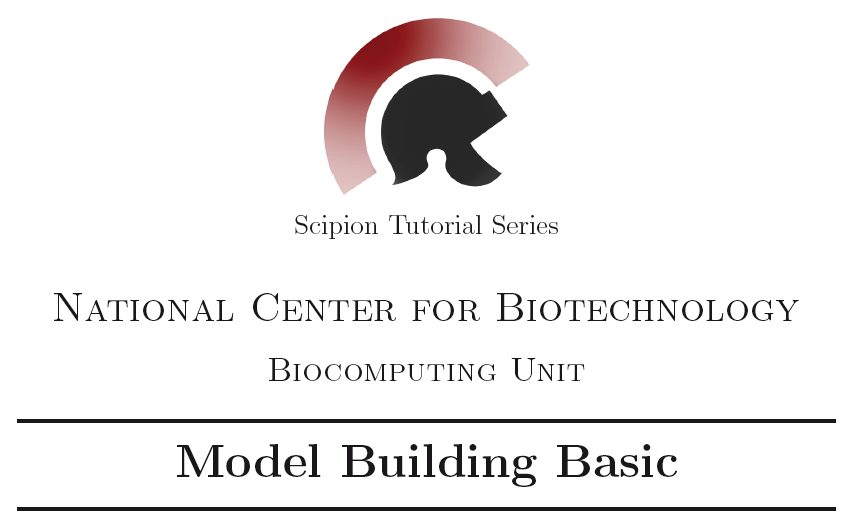 Scipion Tutorial Series
National Center for Biotechnology
Biocomputing Unit
Model Building Basic